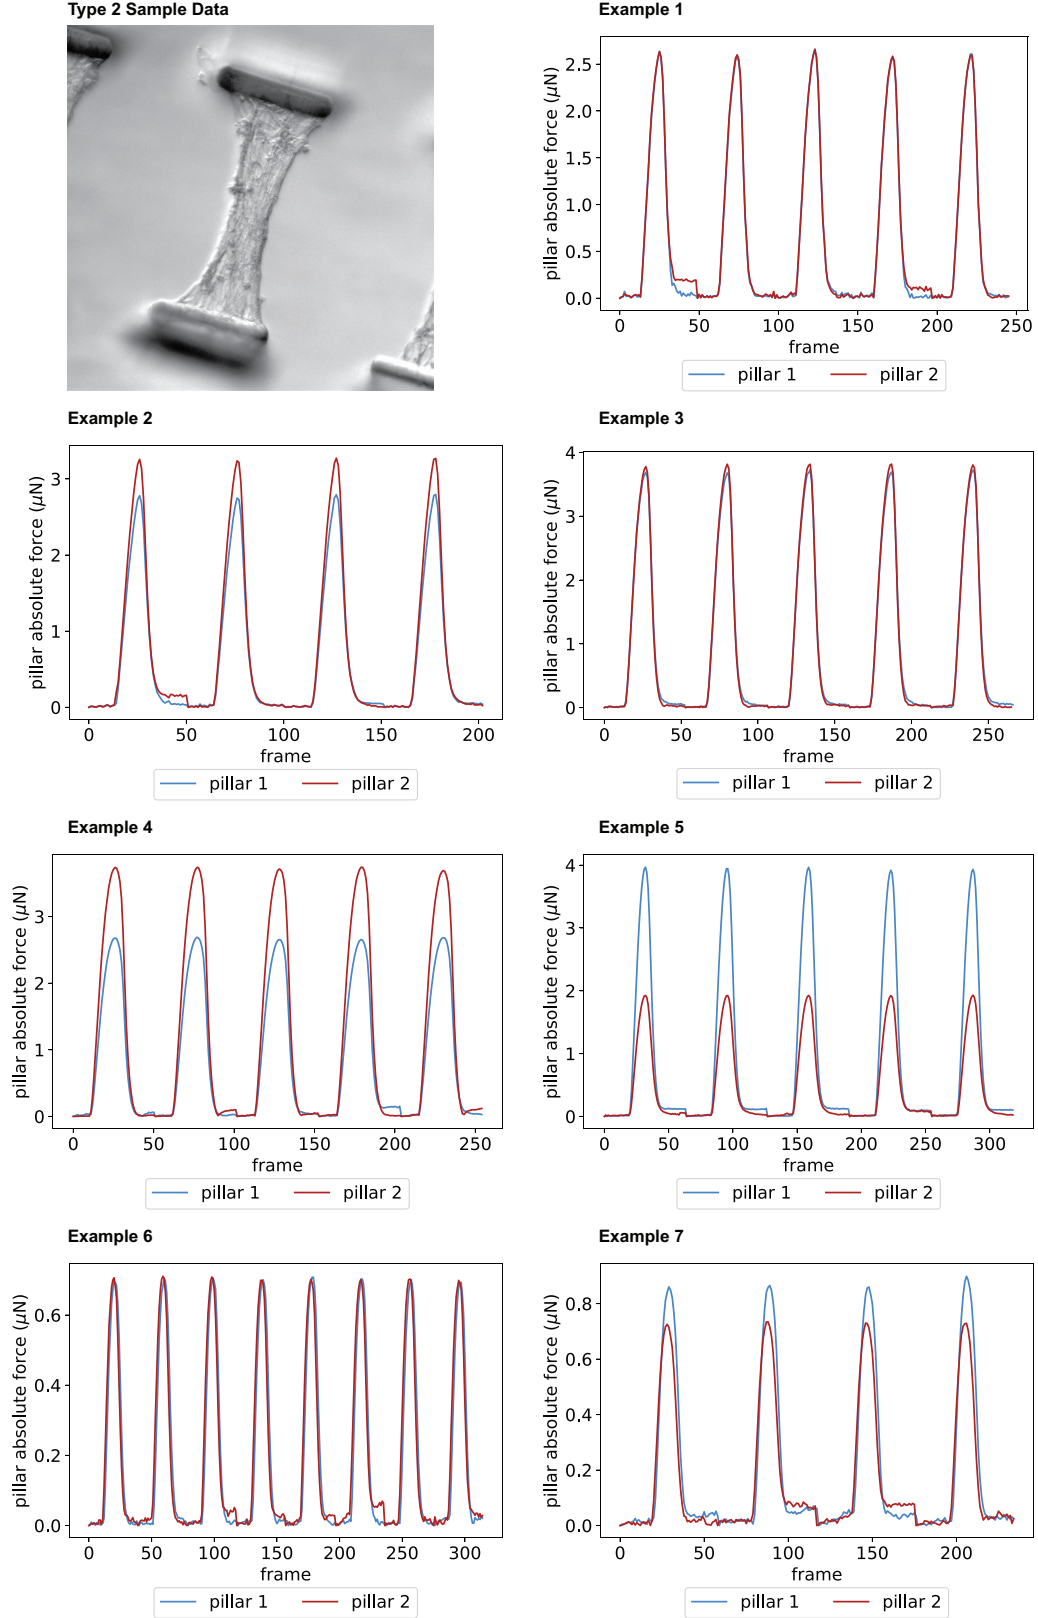 Type 2 Sample Data
Example 1
pillar absolute force (μN)
2.5
2.0
1.5
1.0
0.5
0.0
0 50 100 150 200 250
frame
pillar 1 pillar 2
Example 2
pillar absolute force (μN)
3
2
1
0
0 50 100 150 200
frame
pillar 1 pillar 2
Example 3
pillar absolute force (μN)
4
3
2
1
0
0 50 100 150 200 250
frame
pillar 1 pillar 2
Example 4
pillar absolute force (μN)
3
2
1
0
0 50 100 150 200 250
frame
pillar 1 pillar 2
Example 5
pillar absolute force (μN)
4
3
2
1
0
0 50 100 150 200 250 300
frame
pillar 1 pillar 2
Example 6
pillar absolute force (μN)
0.6
0.4
0.2
0.0
0 50 100 150 200 250 300
frame
pillar 1 pillar 2
Example 7
pillar absolute force (μN)
0.8
0.6
0.4
0.2
0.0
0 50 100 150 200
frame
pillar 1 pillar 2